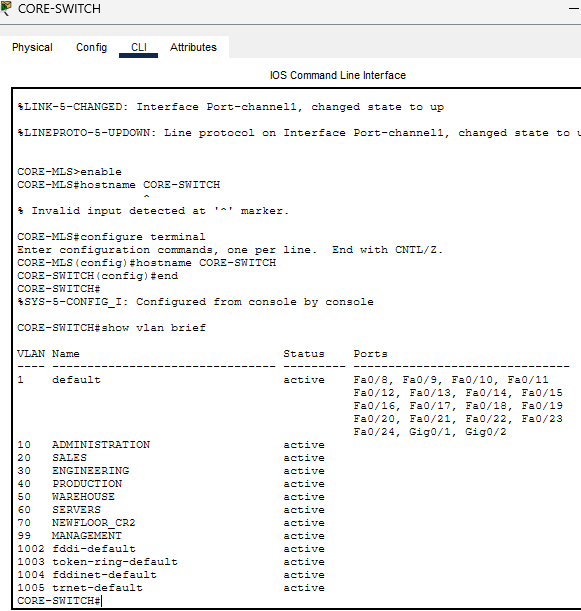 CORE-SWITCH
Physical Config CLI Attributes
IOS Command Line Interface
%LINK-5-CHANGED: Interface Port-channel1, changed state to up
%LINEPROTO-5-UPDOWN: Line protocol on Interface Port-channel1, changed state to
CORE-MLS>enable
CORE-MLS#hostname CORE-SWITCH
^
% Invalid input detected at '^' marker.
CORE-MLS#configure terminal
Enter configuration commands, one per line.  End with CNTL/Z.
CORE-MLS(config)#hostname CORE-SWITCH
CORE-SWITCH(config)#end
CORE-SWITCH#
%SYS-5-CONFIG_I: Configured from console by console
CORE-SWITCH#show vlan brief
VLAN Name                             Status    Ports
---- -------------------------------- --------- -------------------------------
1    default                          active    Fa0/8, Fa0/9, Fa0/10, Fa0/11
                                                Fa0/12, Fa0/13, Fa0/14, Fa0/15
                                                Fa0/16, Fa0/17, Fa0/18, Fa0/19
                                                Fa0/20, Fa0/21, Fa0/22, Fa0/23
                                                Fa0/24, Gig0/1, Gig0/2
10   ADMINISTRATION                   active
20   SALES                            active
30   ENGINEERING                      active
40   PRODUCTION                       active
50   WAREHOUSE                        active
60   SERVERS                          active
70   NEWFLOOR_CR2                     active
99   MANAGEMENT                       active
1002 fddi-default                     active
1003 token-ring-default               active
1004 fddinet-default                  active
1005 trnet-default                    active
CORE-SWITCH#